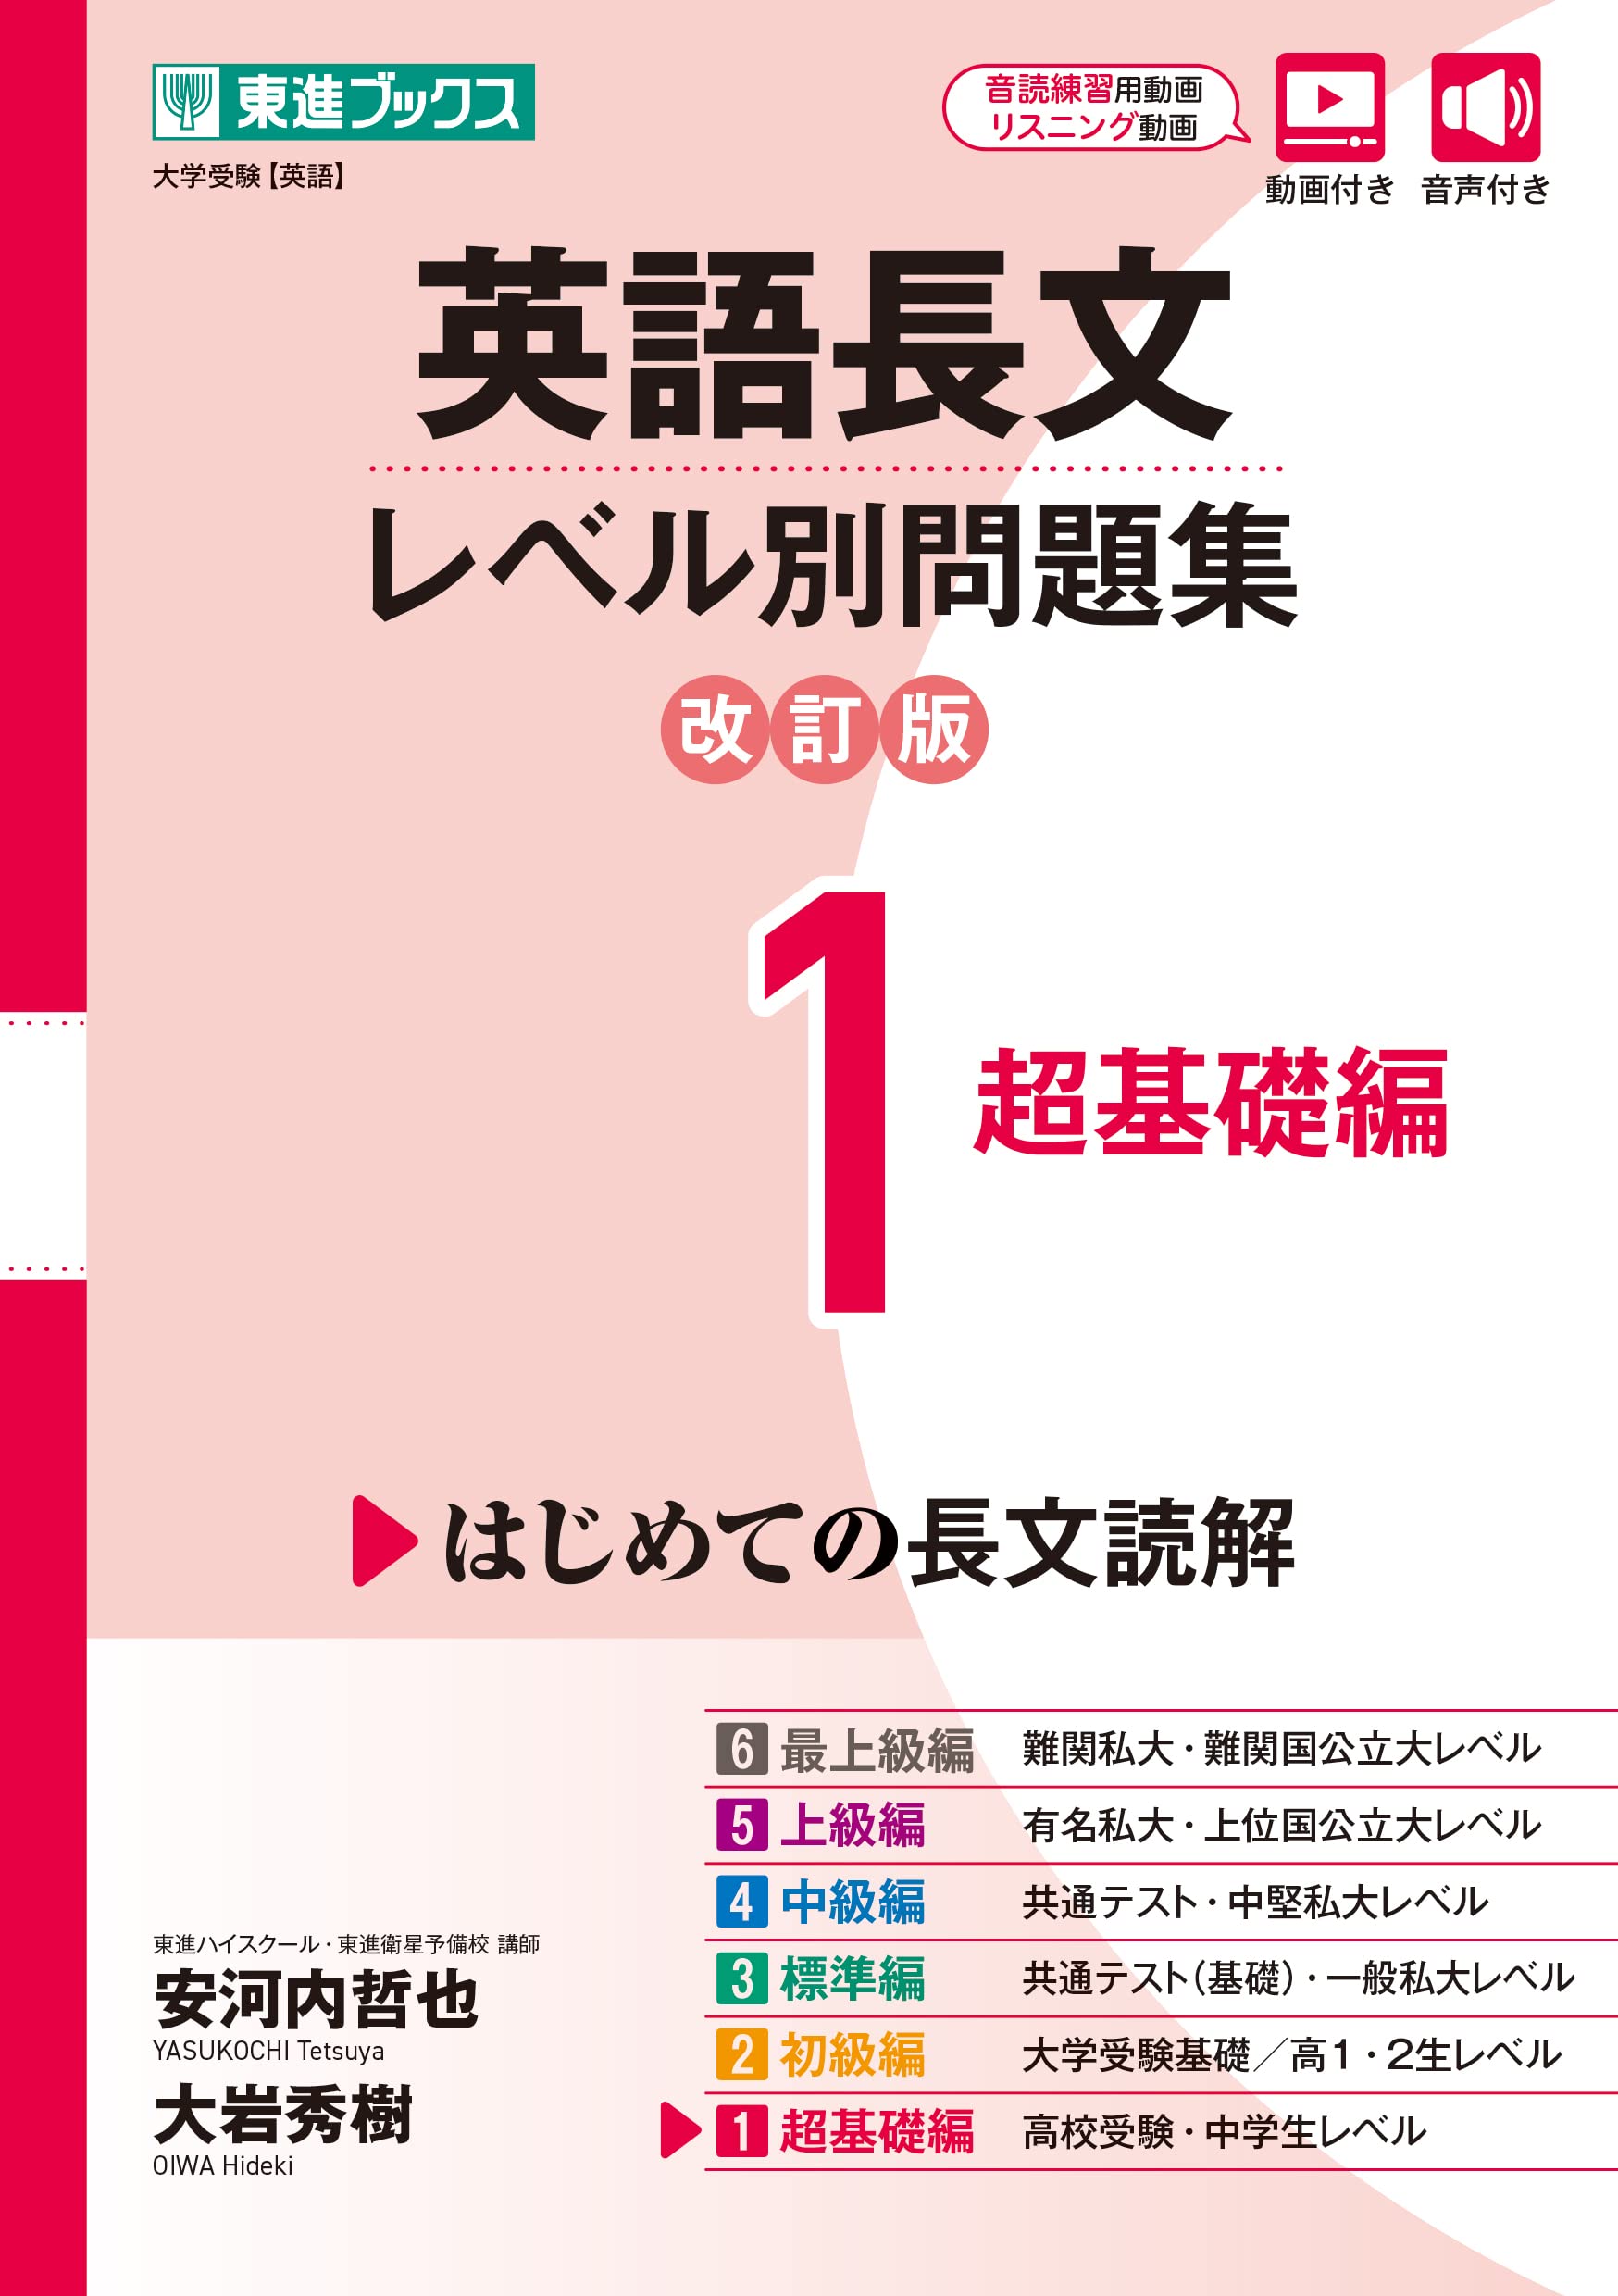 東進ブックス
大学受験【英語】
音読練習用動画
リスニング動画
動画付き
音声付き
英語長文
レベル別問題集
改訂版
1
超基礎編
はじめての長文読解
6 最上級編 難関私大・難関国公立大レベル
5 上級編 有名私大・上位国公立大レベル
4 中級編 共通テスト・中堅私大レベル
3 標準編 共通テスト(基礎)・一般私大レベル
2 初級編 大学受験基礎／高1・2生レベル
1 超基礎編 高校受験・中学生レベル
東進ハイスクール・東進衛星予備校 講師
安河内哲也
YASUKOCHI Tetsuya
大岩秀樹
OIWA Hideki